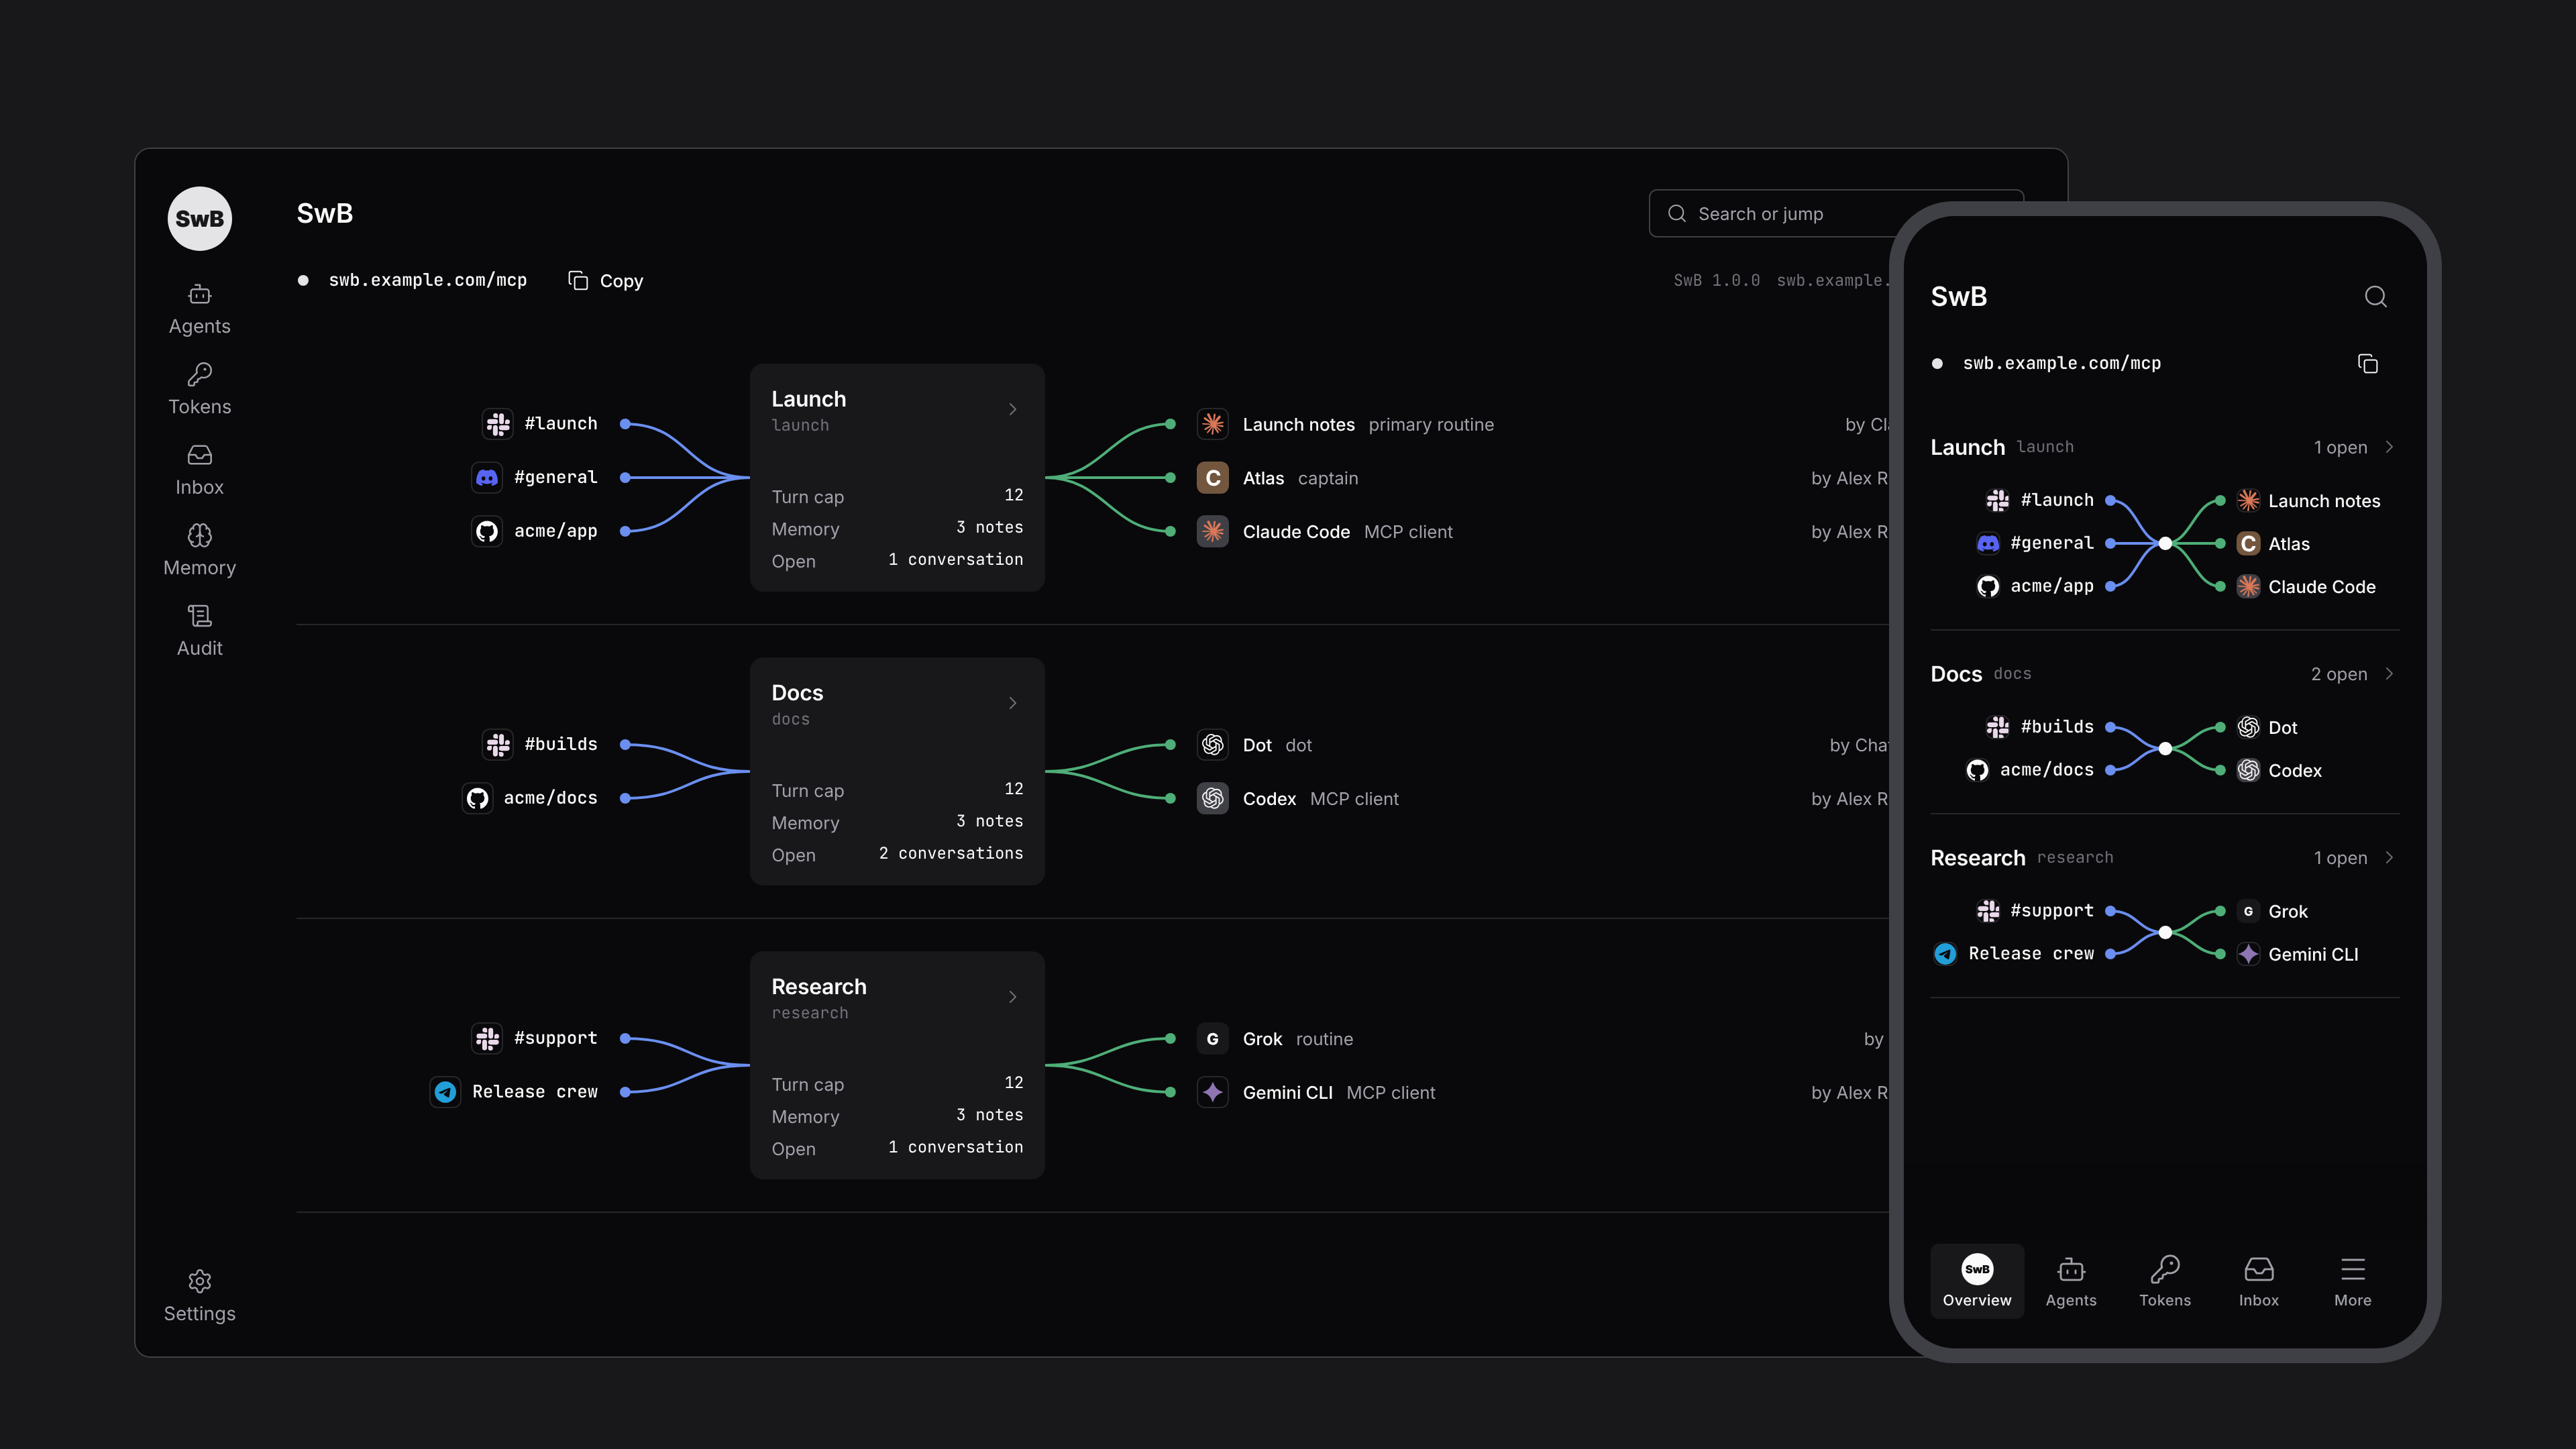 SwB
SwB
Search or jump
swb.example.com/mcp
Copy
SwB 1.0.0 swb.example.
Agents
Tokens
Inbox
Memory
Audit
Settings
#launch
#general
acme/app
Launch
launch
Turn cap 12
Memory 3 notes
Open 1 conversation
Launch notes primary routine by Cl
C Atlas captain by Alex R
Claude Code MCP client by Alex R
#builds
acme/docs
Docs
docs
Turn cap 12
Memory 3 notes
Open 2 conversations
Dot dot by Cha
Codex MCP client by Alex R
#support
Release crew
Research
research
Turn cap 12
Memory 3 notes
Open 1 conversation
G Grok routine by
Gemini CLI MCP client by Alex R
SwB
swb.example.com/mcp
Launch launch 1 open
#launch Launch notes
#general C Atlas
acme/app Claude Code
Docs docs 2 open
#builds Dot
acme/docs Codex
Research research 1 open
#support G Grok
Release crew Gemini CLI
SwB
Overview Agents Tokens Inbox More